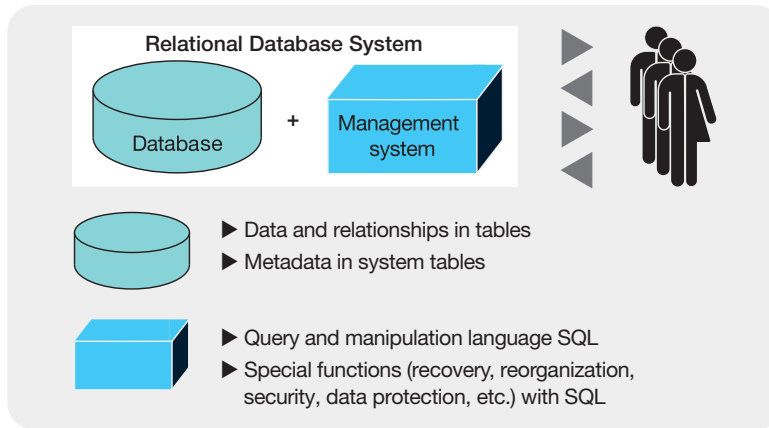 Relational Database System
Database
+
Management
system
▶ Data and relationships in tables
▶ Metadata in system tables
▶ Query and manipulation language SQL
▶ Special functions (recovery, reorganization,
security, data protection, etc.) with SQL